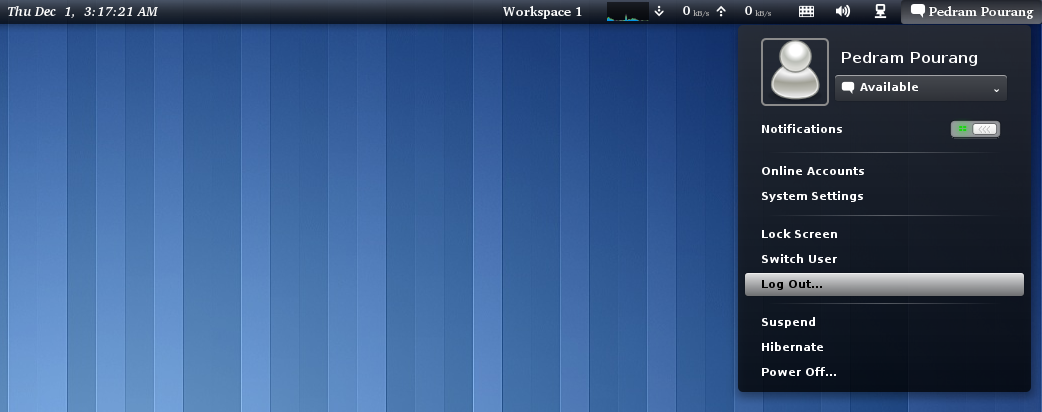 Thu Dec 1, 3:17:21 AM Workspace 1 0 kB/s 0 kB/s Pedram Pourang
Pedram Pourang
Available
Notifications
Online Accounts
System Settings
Lock Screen
Switch User
Log Out...
Suspend
Hibernate
Power Off...